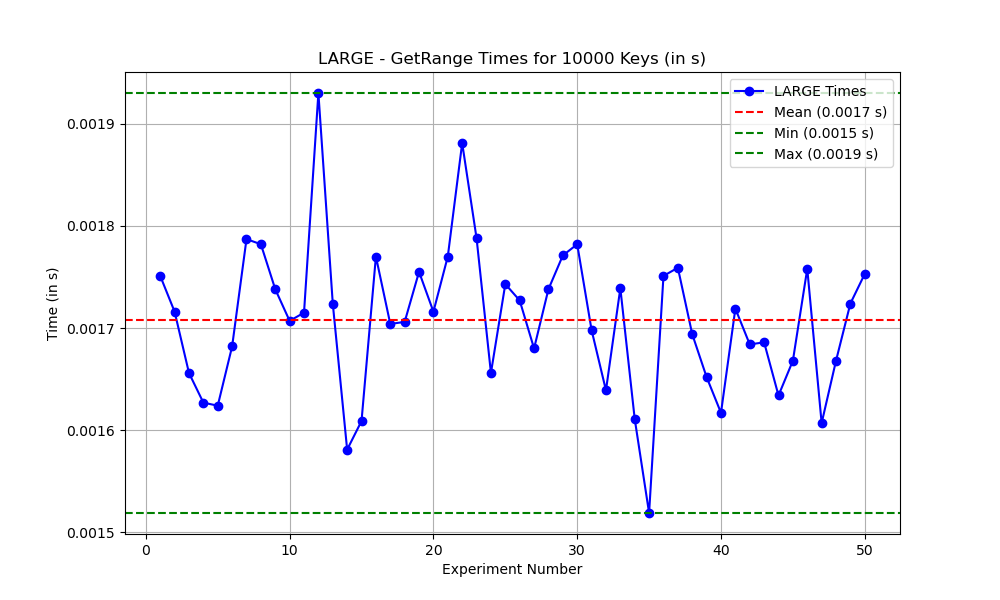 LARGE - GetRange Times for 10000 Keys (in s)
LARGE Times
Mean (0.0017 s)
Min (0.0015 s)
Max (0.0019 s)
Time (in s)
0.0019
0.0018
0.0017
0.0016
0.0015
0 10 20 30 40 50
Experiment Number